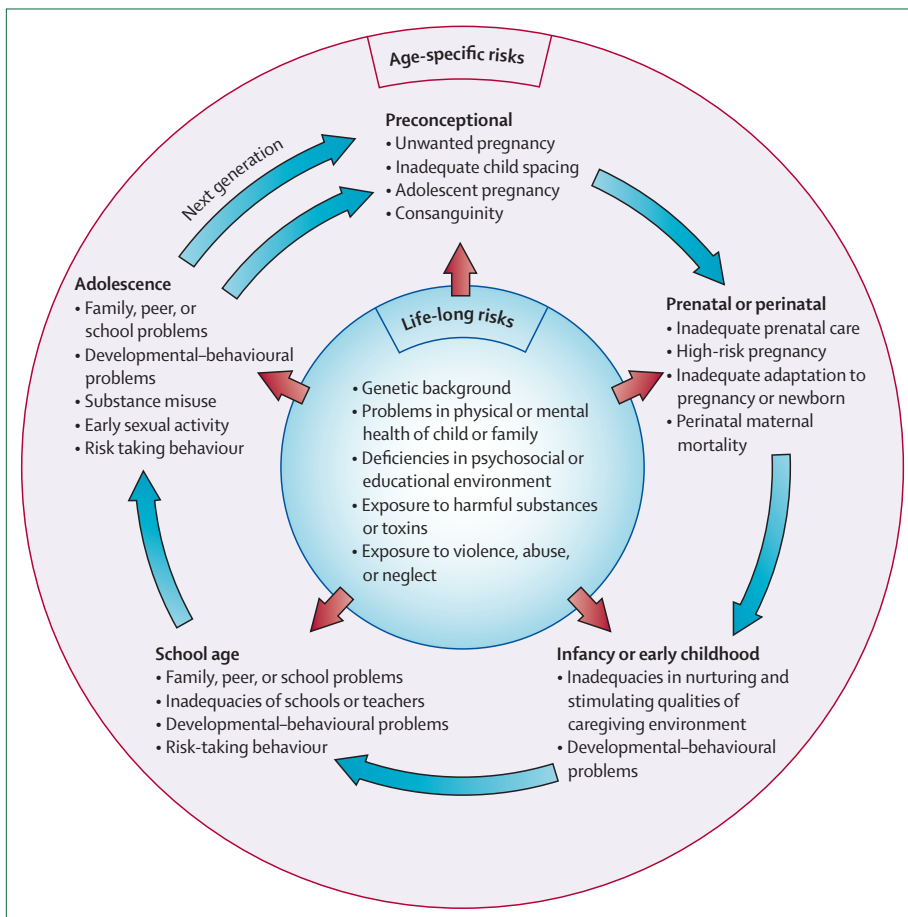 Age-specific risks
Preconceptional
• Unwanted pregnancy
• Inadequate child spacing
• Adolescent pregnancy
• Consanguinity
Next generation
Adolescence
• Family, peer, or
school problems
• Developmental–behavioural
problems
• Substance misuse
• Early sexual activity
• Risk taking behaviour
Life-long risks
• Genetic background
• Problems in physical or mental
health of child or family
• Deficiencies in psychosocial or
educational environment
• Exposure to harmful substances
or toxins
• Exposure to violence, abuse,
or neglect
Prenatal or perinatal
• Inadequate prenatal care
• High-risk pregnancy
• Inadequate adaptation to
pregnancy or newborn
• Perinatal maternal
mortality
School age
• Family, peer, or school problems
• Inadequacies of schools or teachers
• Developmental–behavioural problems
• Risk-taking behaviour
Infancy or early childhood
• Inadequacies in nurturing and
stimulating qualities of
caregiving environment
• Developmental–behavioural
problems